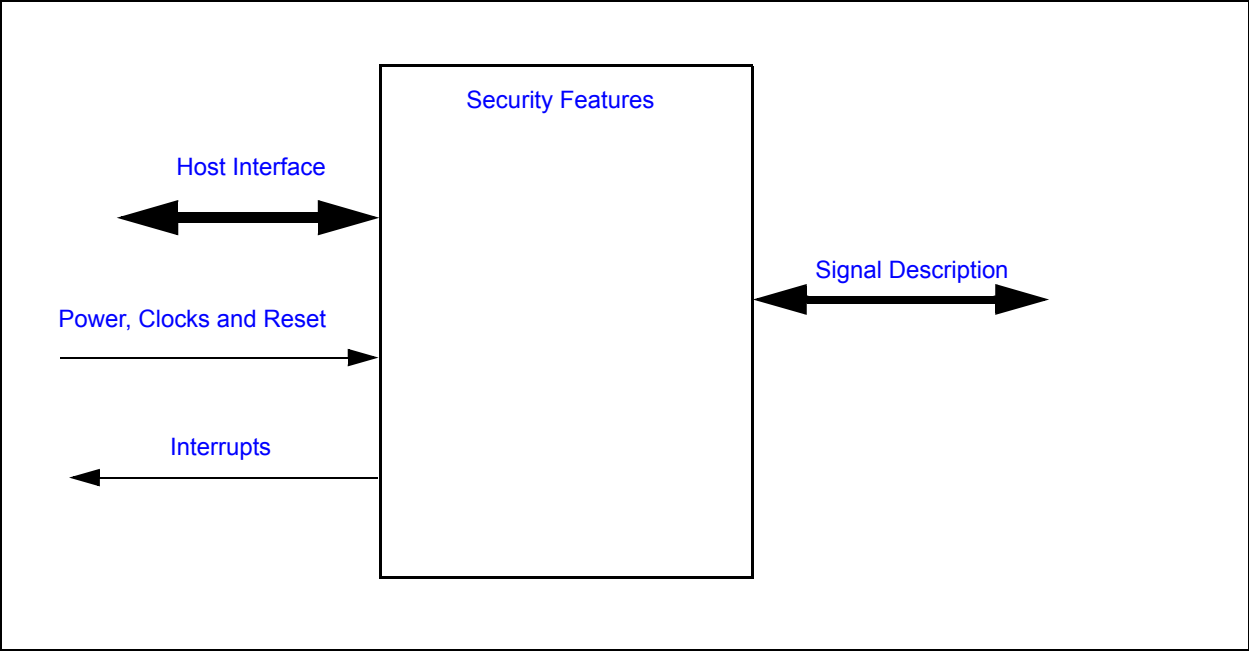 Security Features
Host Interface
Signal Description
Power, Clocks and Reset
Interrupts